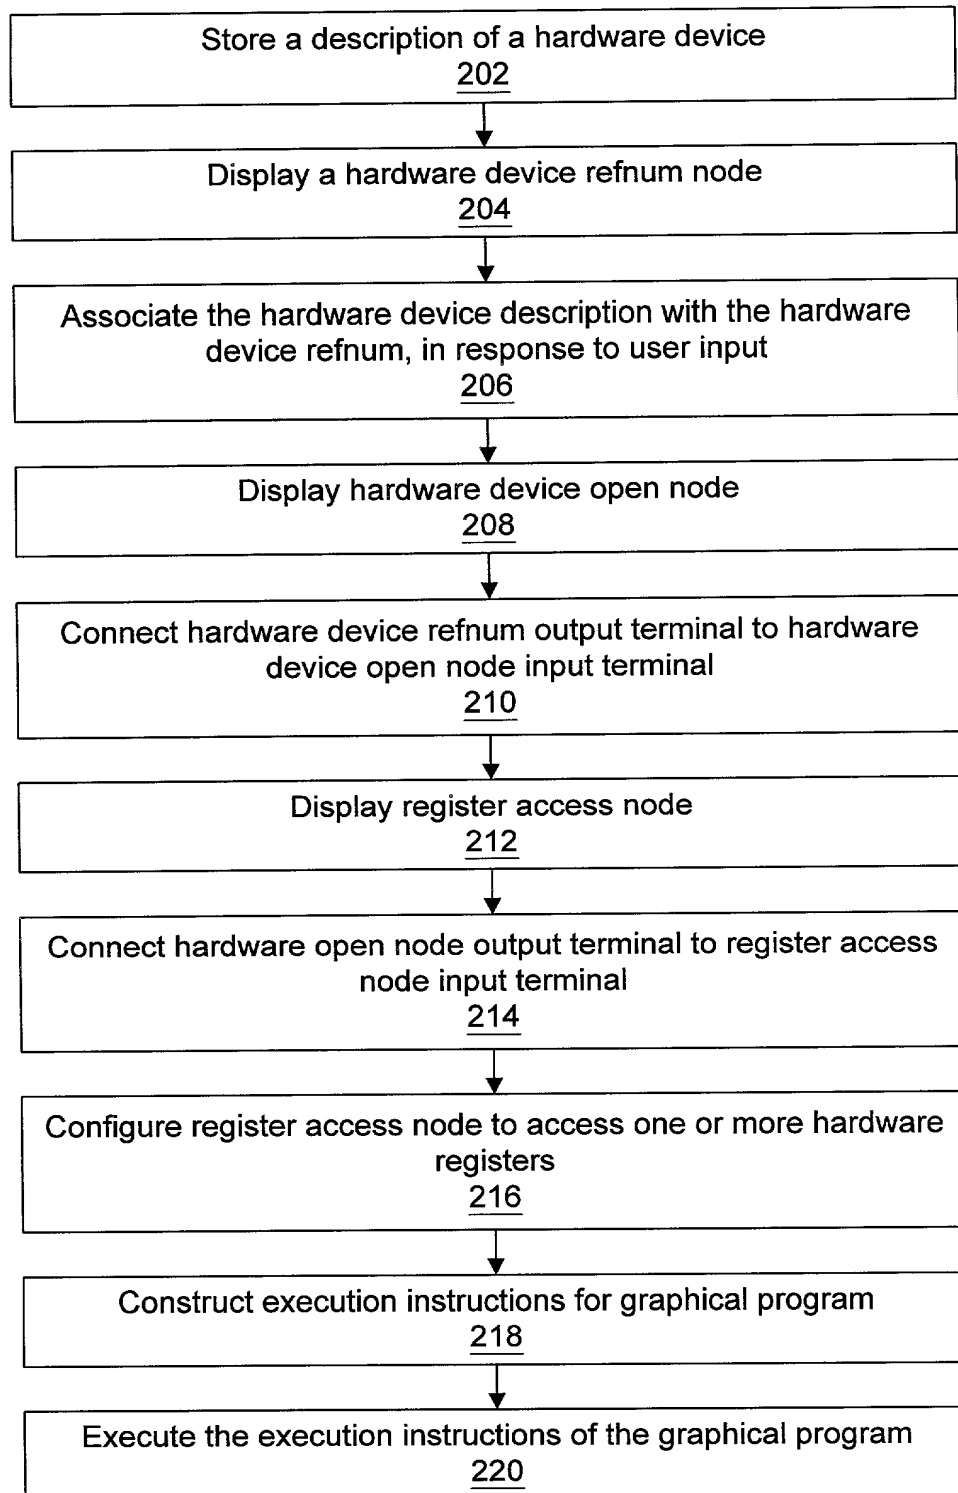 Store a description of a hardware device
202
Display a hardware device refnum node
204
Associate the hardware device description with the hardware
device refnum, in response to user input
206
Display hardware device open node
208
Connect hardware device refnum output terminal to hardware
device open node input terminal
210
Display register access node
212
Connect hardware open node output terminal to register access
node input terminal
214
Configure register access node to access one or more hardware
registers
216
Construct execution instructions for graphical program
218
Execute the execution instructions of the graphical program
220